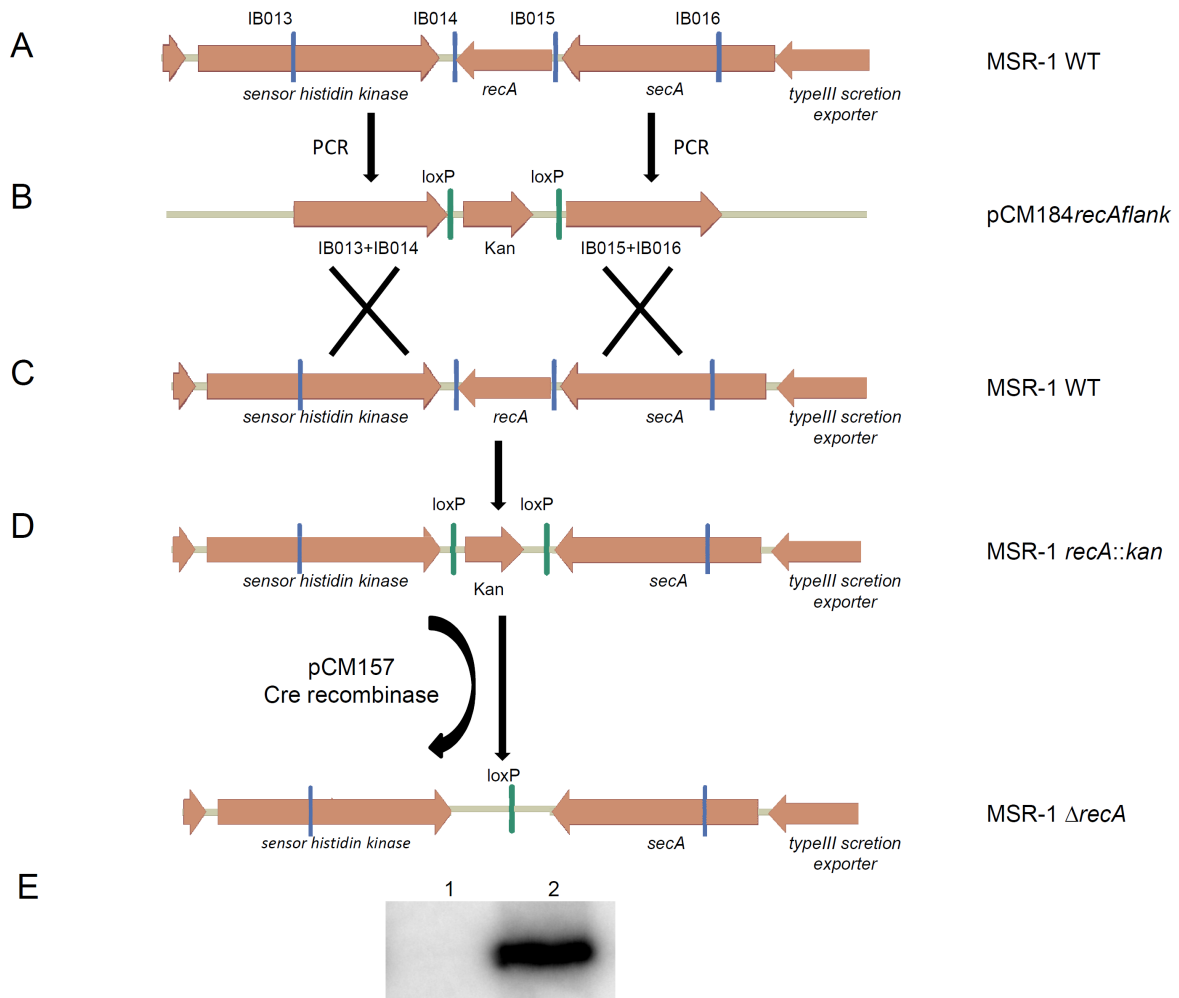 IB013 IB014 IB015 IB016
A
MSR-1 WT
sensor histidin kinase recA secA typeIII scretion
exporter
PCR PCR
loxP loxP
B
pCM184recAflank
IB013+IB014 Kan IB015+IB016
C
MSR-1 WT
sensor histidin kinase recA secA typeIII scretion
exporter
loxP loxP
D
MSR-1 recA::kan
sensor histidin kinase Kan secA typeIII scretion
exporter
pCM157
Cre recombinase
loxP
MSR-1 ΔrecA
sensor histidin kinase secA typeIII scretion
exporter
E
1 2